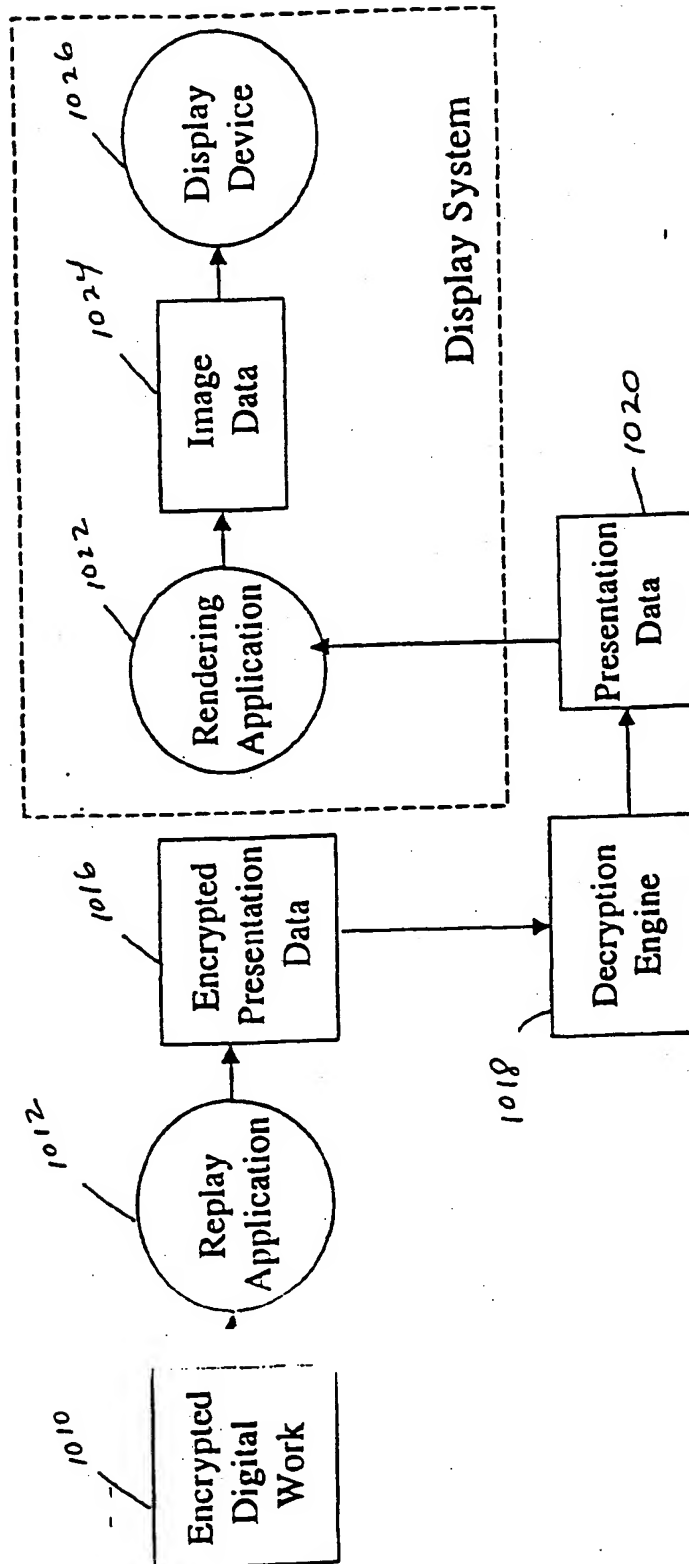 1010
Encrypted
Digital
Work
1012
Replay
Application
1016
Encrypted
Presentation
Data
1018
Decryption
Engine
1020
Presentation
Data
1022
Rendering
Application
1024
Image
Data
1026
Display
Device
Display System